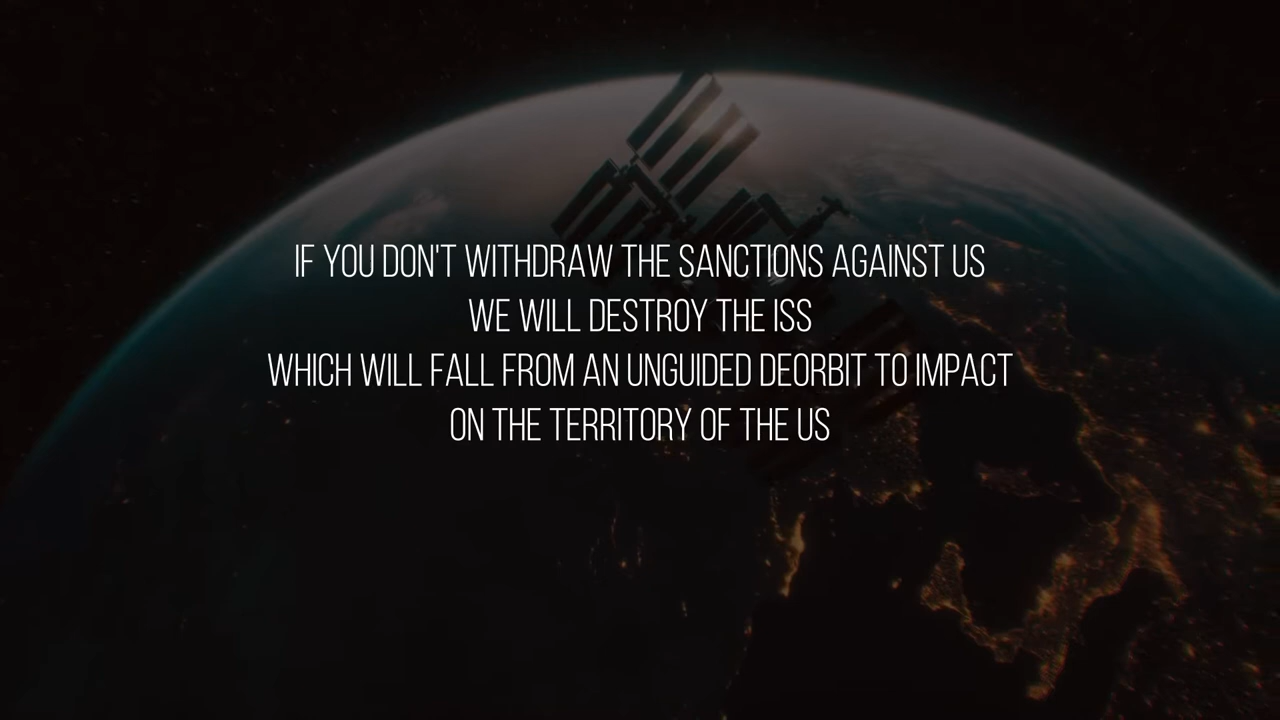 IF YOU DON'T WITHDRAW THE SANCTIONS AGAINST US
WE WILL DESTROY THE ISS
WHICH WILL FALL FROM AN UNGUIDED DEORBIT TO IMPACT
ON THE TERRITORY OF THE US